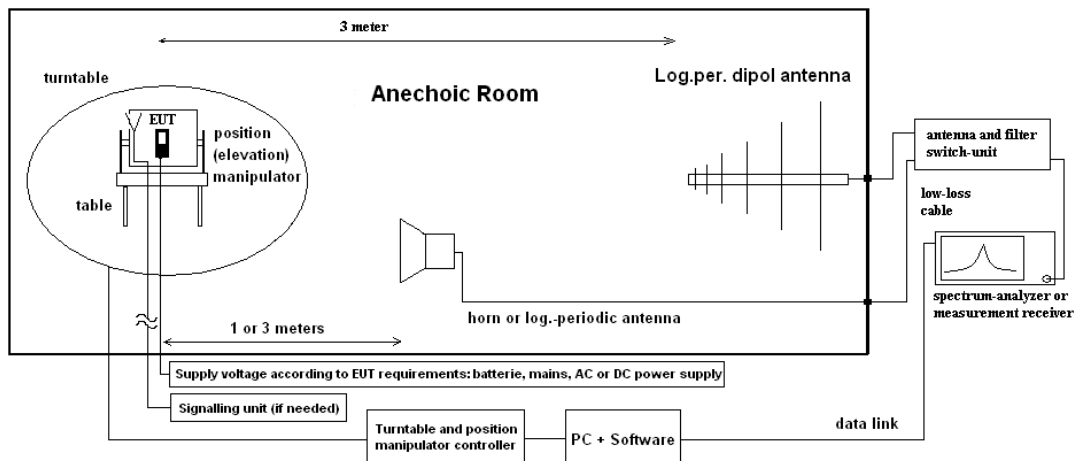 3 meter
turntable
Log.per. dipol antenna
Anechoic Room
EUT
position
(elevation)
manipulator
table
antenna and filter
switch-unit
low-loss
cable
spectrum-analyzer or
measurement receiver
horn or log.-periodic antenna
1 or 3 meters
Supply voltage according to EUT requirements: batterie, mains, AC or DC power supply
Signalling unit (if needed)
Turntable and position
manipulator controller
PC + Software
data link